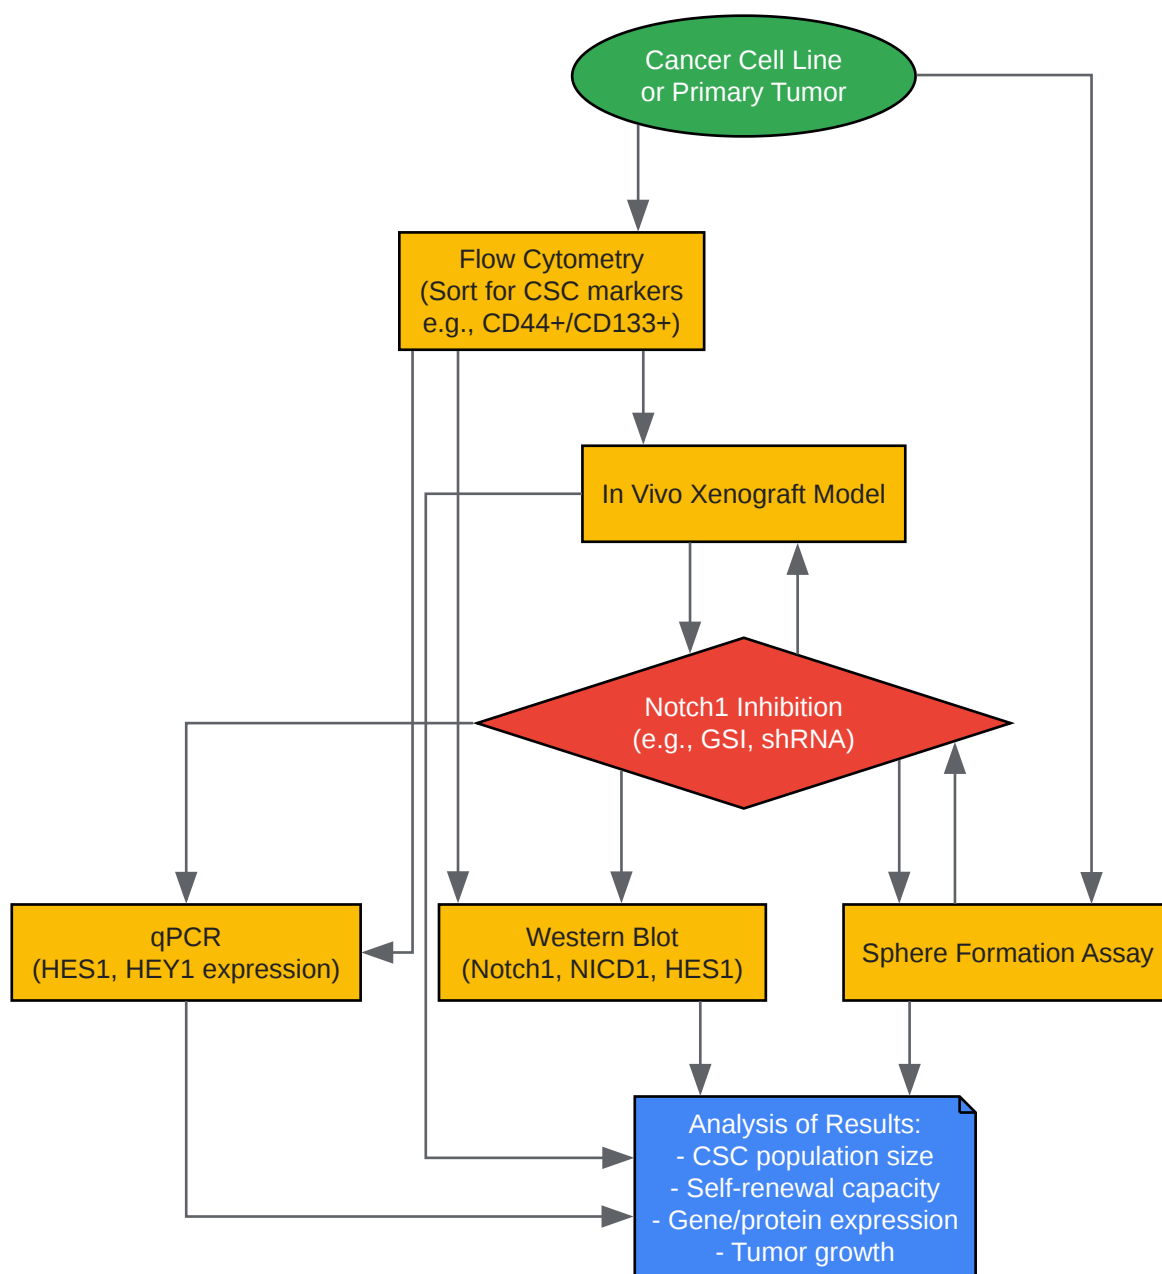 Cancer Cell Line
or Primary Tumor
Flow Cytometry
(Sort for CSC markers
e.g., CD44+/CD133+)
In Vivo Xenograft Model
Notch1 Inhibition
(e.g., GSI, shRNA)
qPCR
(HES1, HEY1 expression)
Western Blot
(Notch1, NICD1, HES1)
Sphere Formation Assay
Analysis of Results:
- CSC population size
- Self-renewal capacity
- Gene/protein expression
- Tumor growth